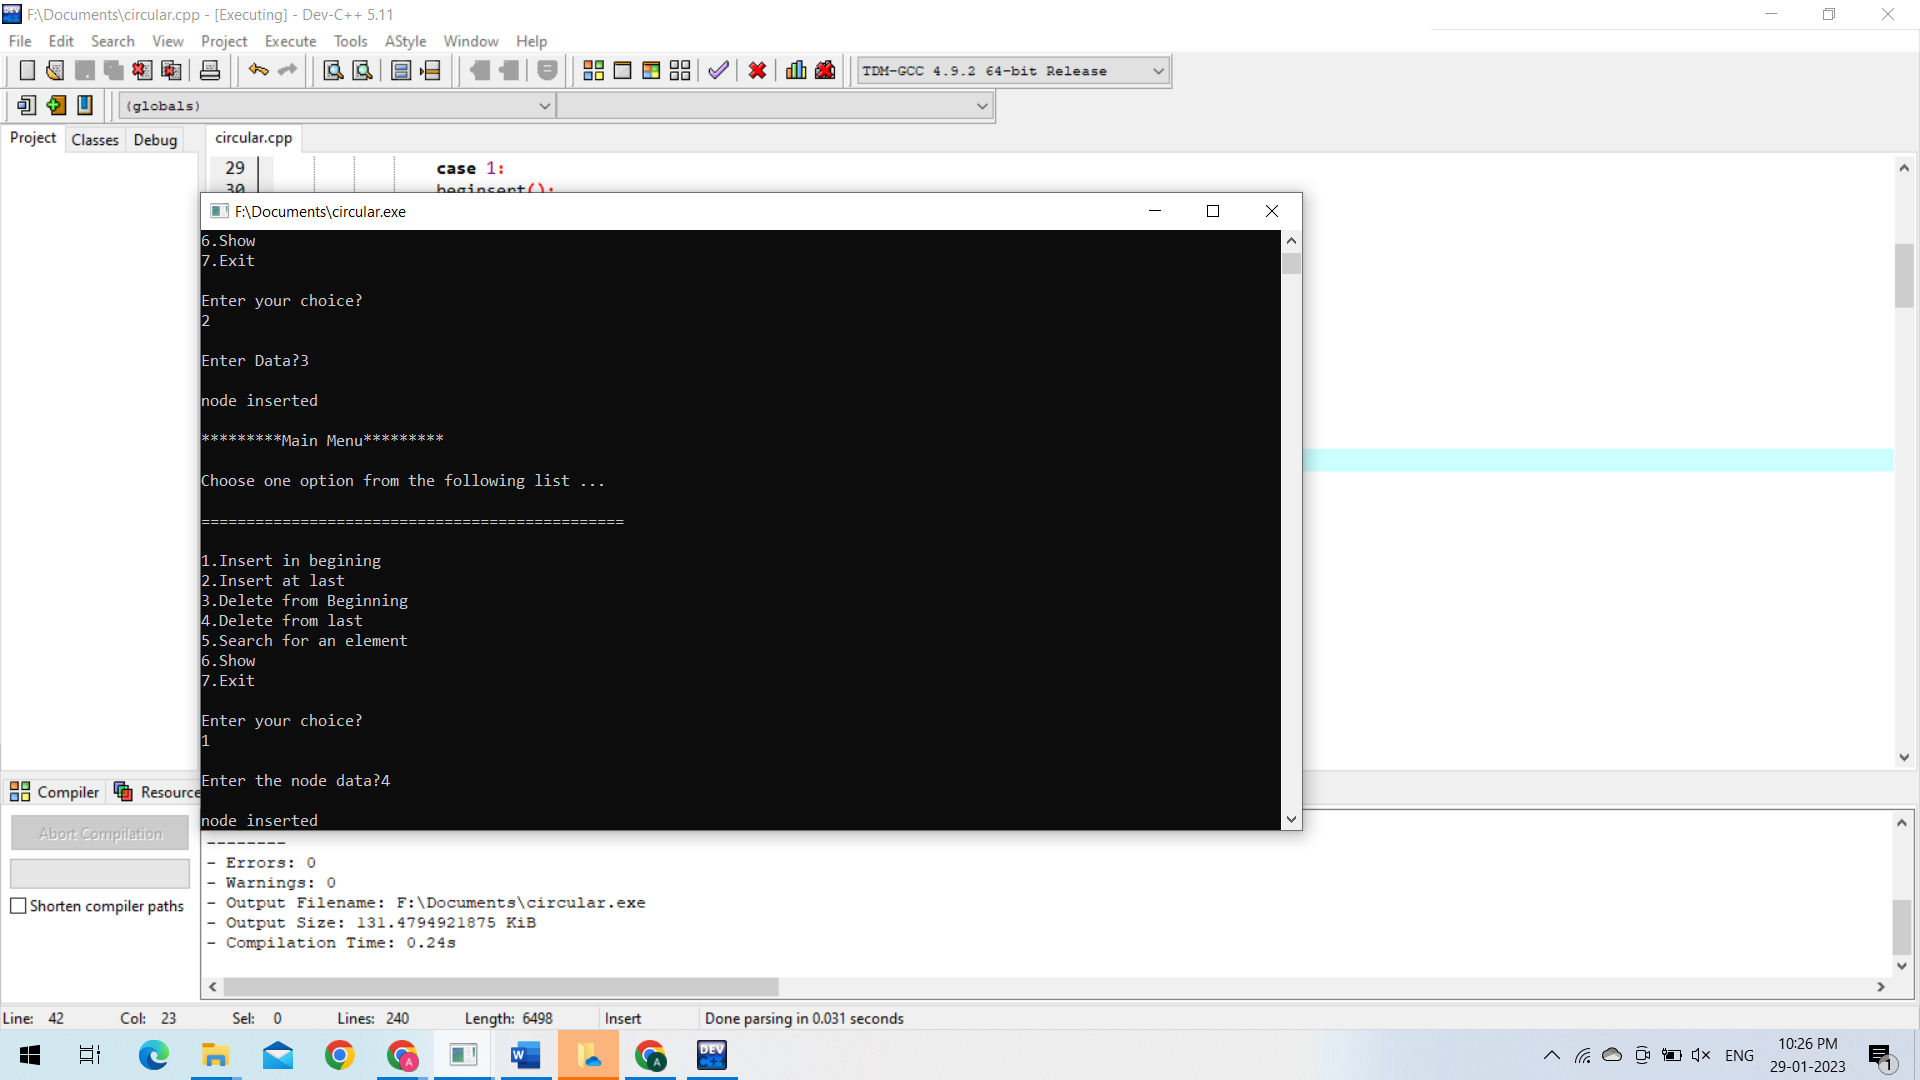 F:\Documents\circular.cpp - [Executing] - Dev-C++ 5.11
File Edit Search View Project Execute Tools AStyle Window Help
TDM-GCC 4.9.2 64-bit Release
(globals)
Project Classes Debug
circular.cpp
29 case 1:
30 beginsert();
F:\Documents\circular.exe
6.Show
7.Exit
Enter your choice?
2
Enter Data?3
node inserted
*********Main Menu*********
Choose one option from the following list ...
===============================================
1.Insert in begining
2.Insert at last
3.Delete from Beginning
4.Delete from last
5.Search for an element
6.Show
7.Exit
Enter your choice?
1
Enter the node data?4
node inserted
Compiler Resource
Abort Compilation
Shorten compiler paths
--------
- Errors: 0
- Warnings: 0
- Output Filename: F:\Documents\circular.exe
- Output Size: 131.4794921875 KiB
- Compilation Time: 0.24s
Line: 42 Col: 23 Sel: 0 Lines: 240 Length: 6498 Insert Done parsing in 0.031 seconds
ENG
10:26 PM
29-01-2023
1